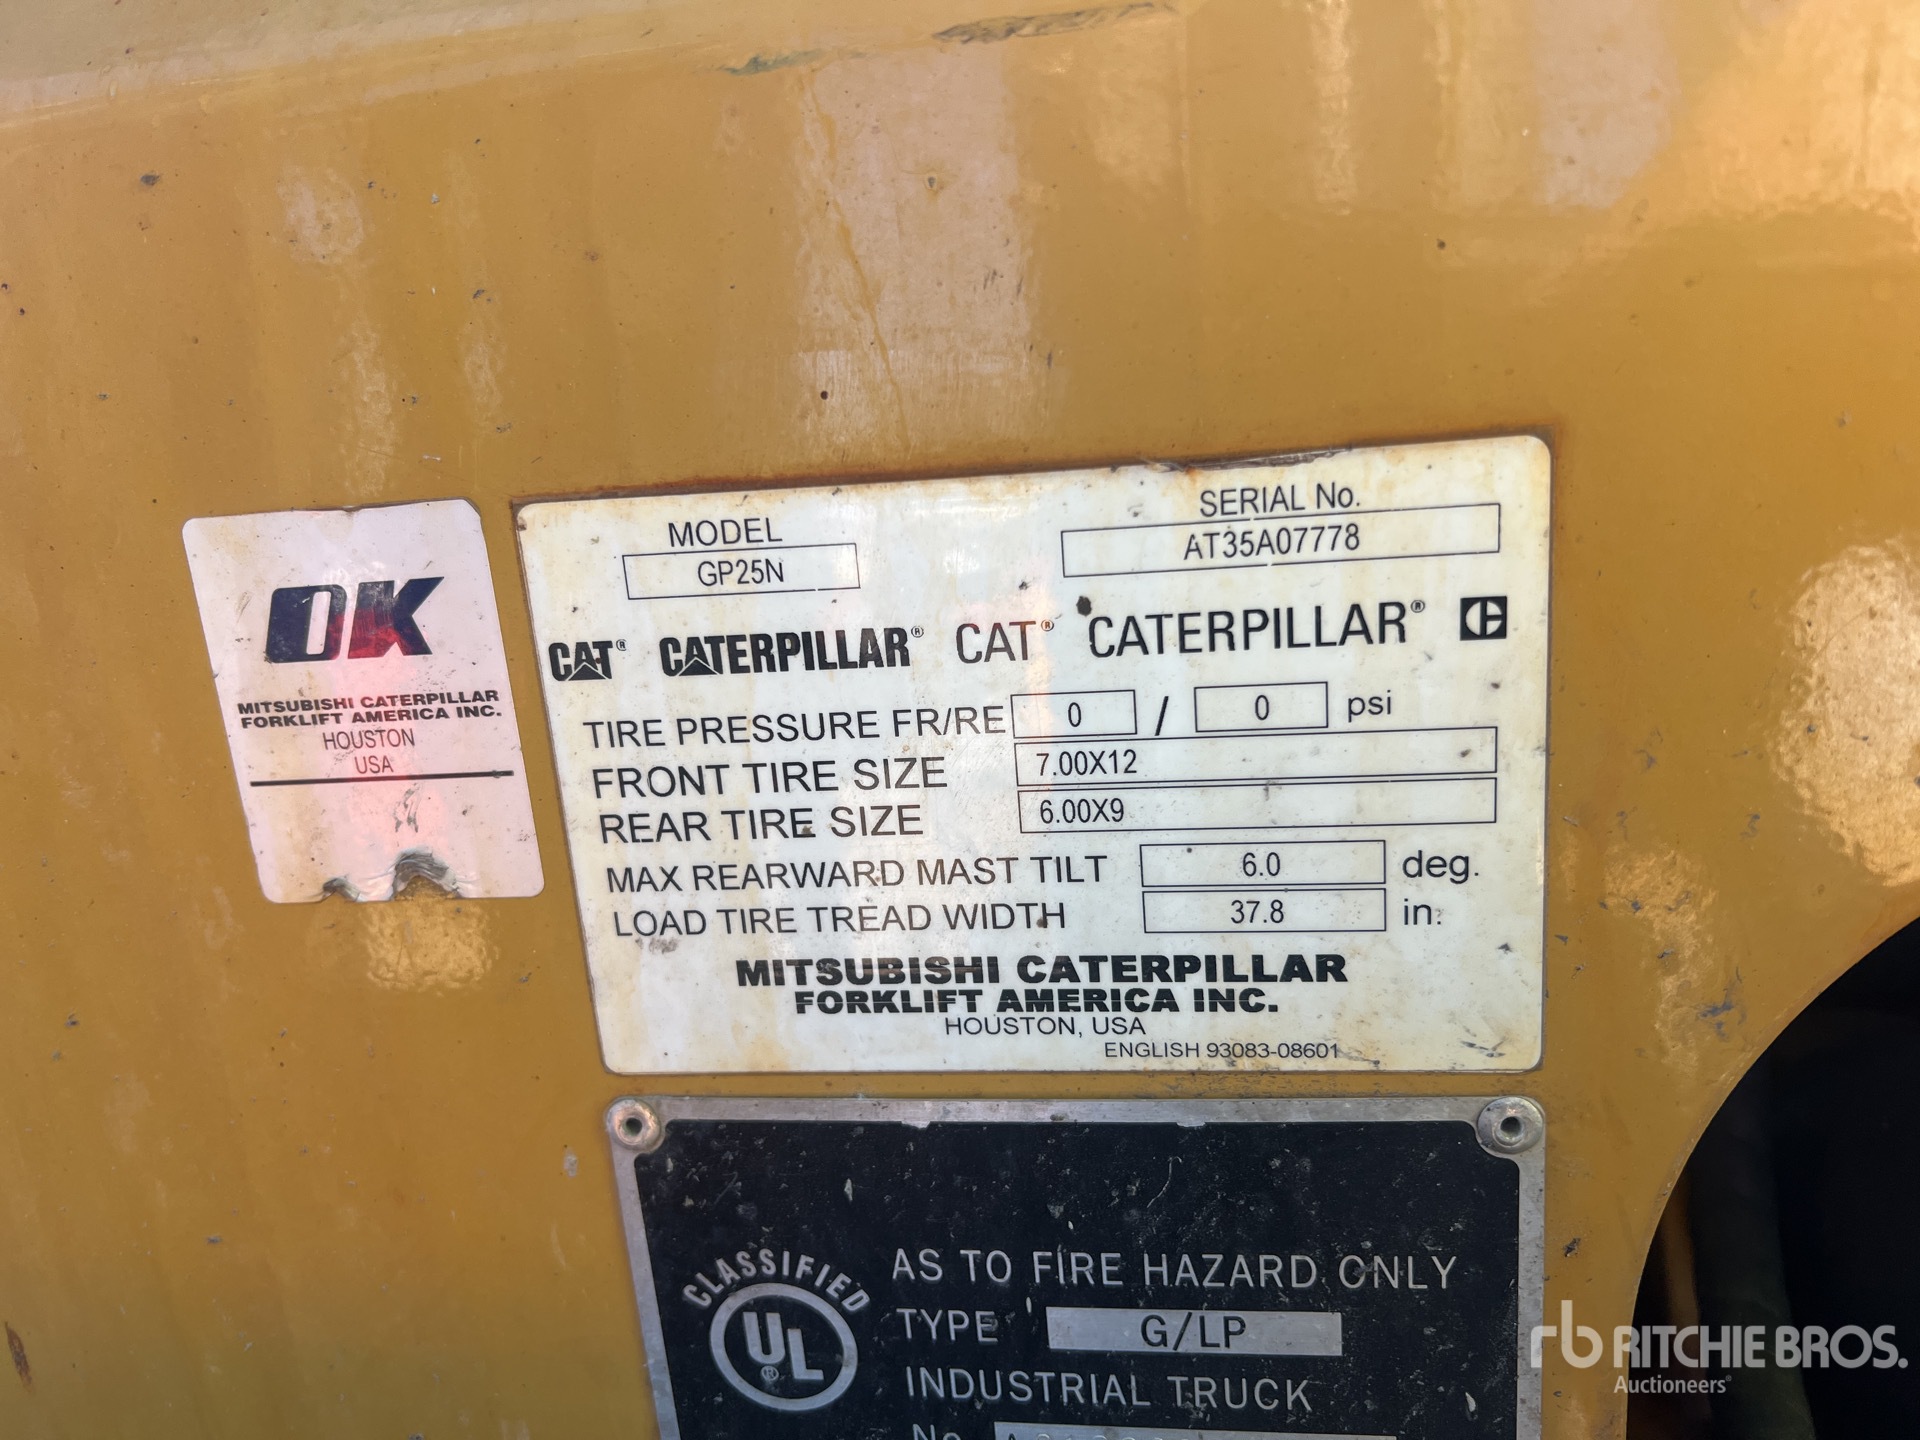 OK
MITSUBISHI CATERPILLAR
FORKLIFT AMERICA INC.
HOUSTON
USA
MODEL
GP25N
SERIAL No.
AT35A07778
CAT® CATERPILLAR® CAT® CATERPILLAR®
TIRE PRESSURE FR/RE 0 / 0 psi
FRONT TIRE SIZE 7.00X12
REAR TIRE SIZE 6.00X9
MAX REARWARD MAST TILT 6.0 deg.
LOAD TIRE TREAD WIDTH 37.8 in.
MITSUBISHI CATERPILLAR
FORKLIFT AMERICA INC.
HOUSTON, USA
ENGLISH 93083-08601
CLASSIFIED
UL®
AS TO FIRE HAZARD ONLY
TYPE G/LP
INDUSTRIAL TRUCK
No.
rb RITCHIE BROS.
Auctioneers®